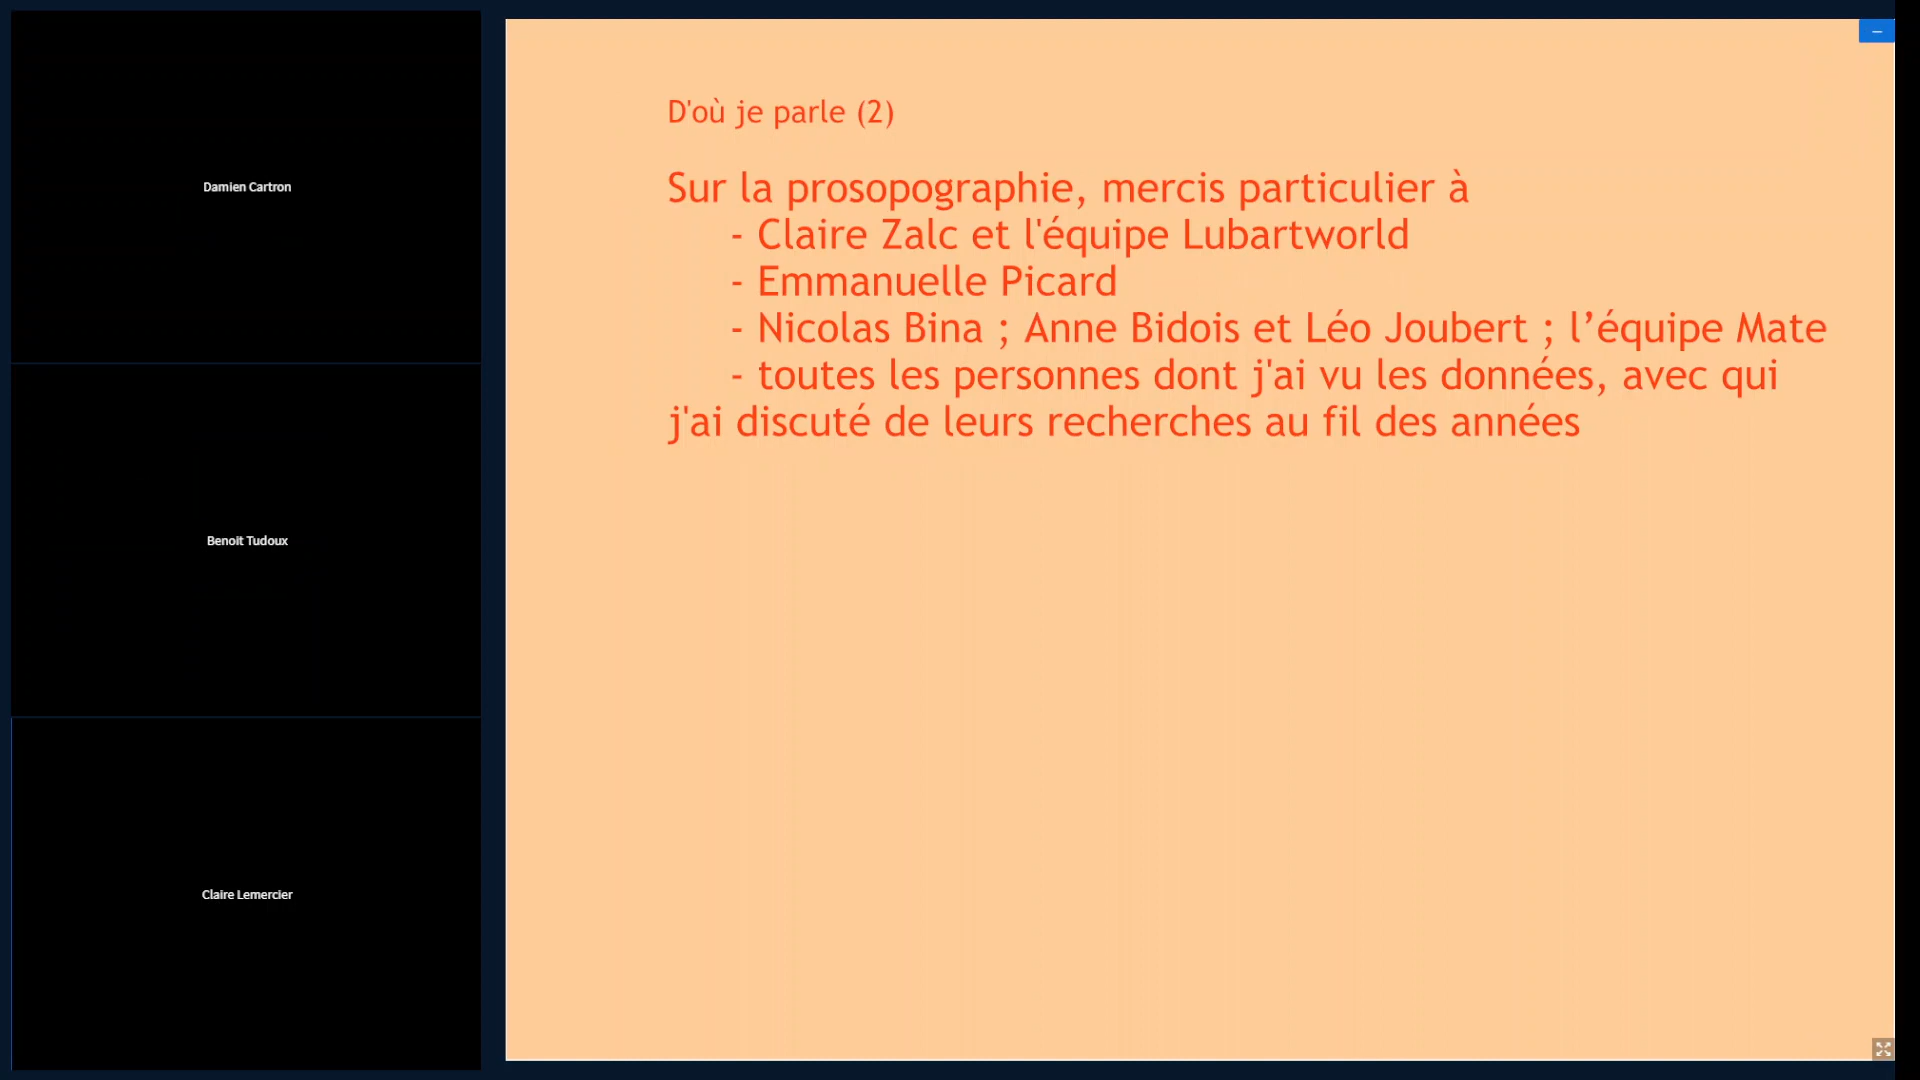 Damien Cartron
Benoit Tudoux
Claire Lemercier
D'où je parle (2)
Sur la prosopographie, mercis particulier à
- Claire Zalc et l'équipe Lubartworld
- Emmanuelle Picard
- Nicolas Bina ; Anne Bidois et Léo Joubert ; l’équipe Mate
- toutes les personnes dont j'ai vu les données, avec qui
j'ai discuté de leurs recherches au fil des années